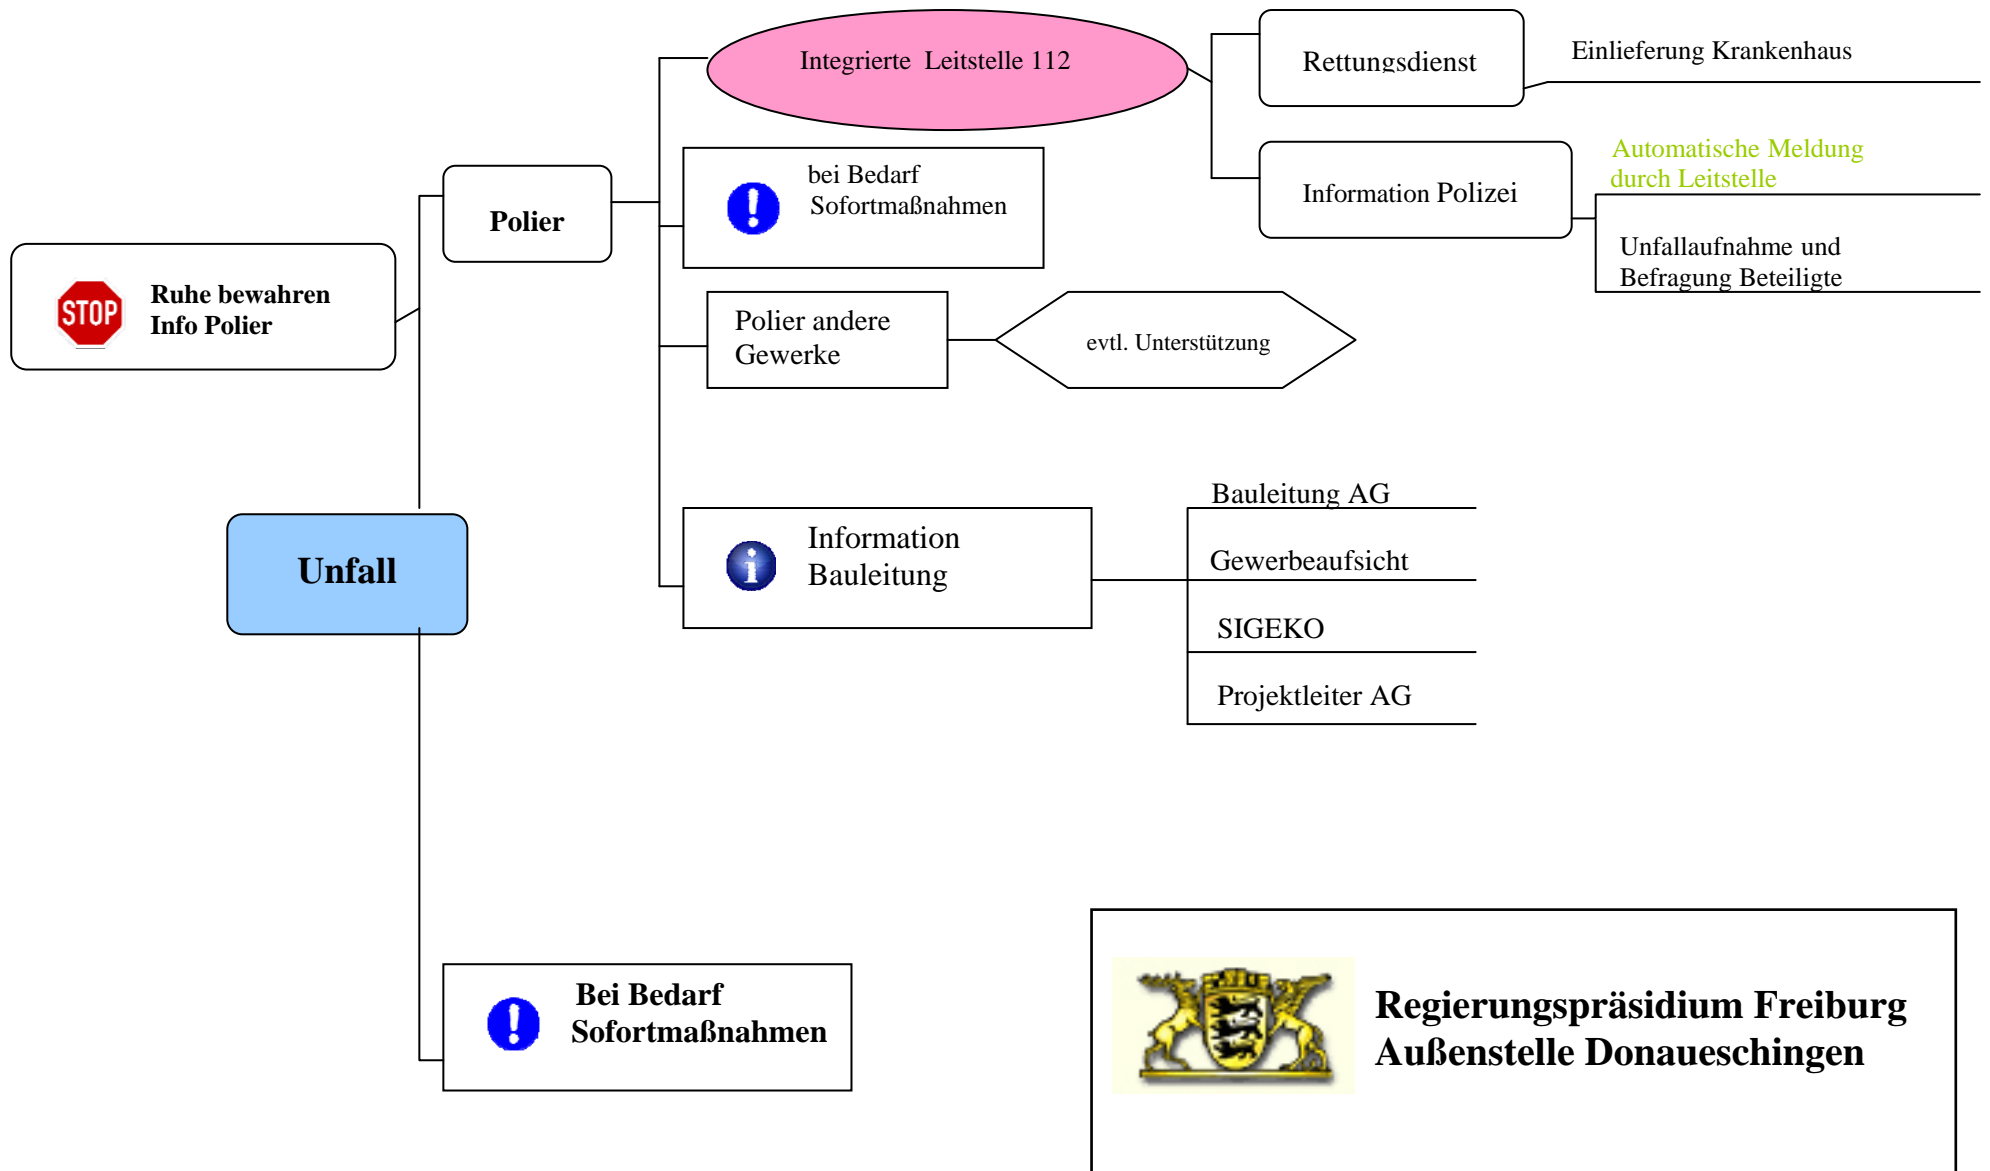 Integrierte Leitstelle 112
Rettungsdienst
Einlieferung Krankenhaus
Information Polizei
Automatische Meldung
durch Leitstelle
Unfallaufnahme und
Befragung Beteiligte
bei Bedarf
Sofortmaßnahmen
Polier
STOP
Ruhe bewahren
Info Polier
Polier andere
Gewerke
evtl. Unterstützung
Unfall
Information
Bauleitung
Bauleitung AG
Gewerbeaufsicht
SIGEKO
Projektleiter AG
Bei Bedarf
Sofortmaßnahmen
Regierungspräsidium Freiburg
Außenstelle Donaueschingen